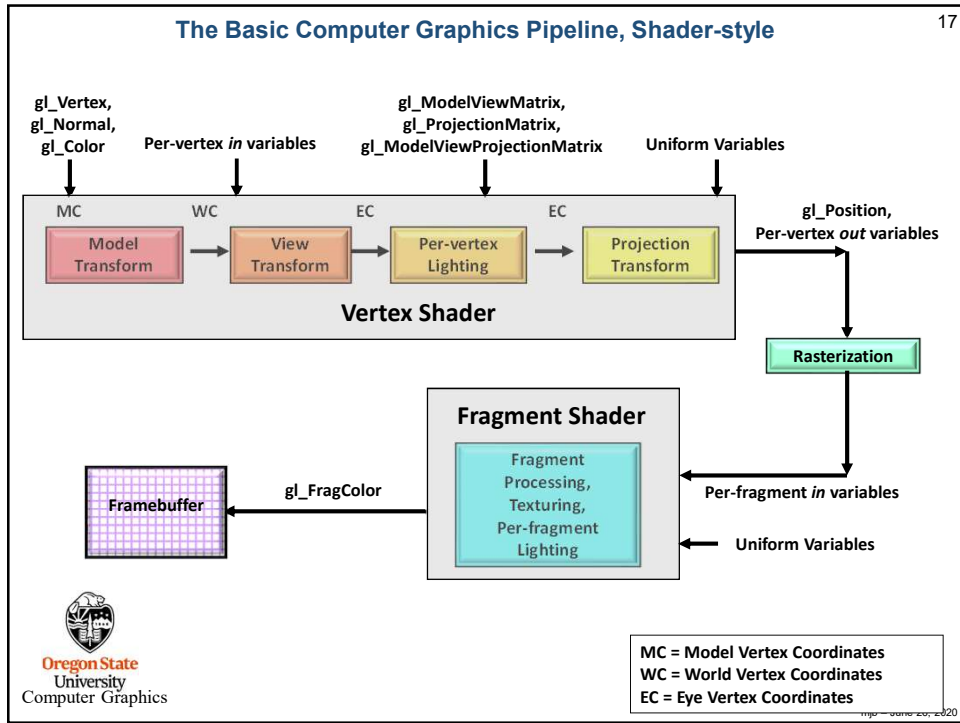 The Basic Computer Graphics Pipeline, Shader-style
17
gl_Vertex,
gl_Normal,
gl_Color
Per-vertex in variables
gl_ModelViewMatrix,
gl_ProjectionMatrix,
gl_ModelViewProjectionMatrix
Uniform Variables
MC
WC
EC
EC
Model
Transform
View
Transform
Per-vertex
Lighting
Projection
Transform
Vertex Shader
gl_Position,
Per-vertex out variables
Rasterization
Fragment Shader
Fragment
Processing,
Texturing,
Per-fragment
Lighting
Per-fragment in variables
Uniform Variables
gl_FragColor
Framebuffer
Oregon State
University
Computer Graphics
MC = Model Vertex Coordinates
WC = World Vertex Coordinates
EC = Eye Vertex Coordinates
2020